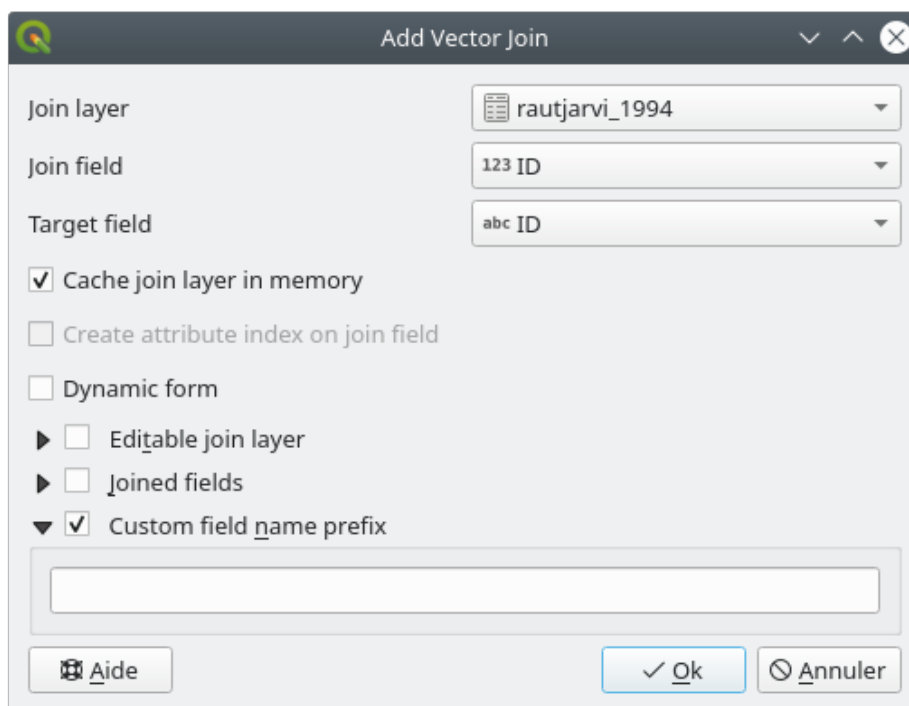 Add Vector Join
Join layer
rautjarvi_1994
Join field
123 ID
Target field
abc ID
Cache join layer in memory
Create attribute index on join field
Dynamic form
Editable join layer
Joined fields
Custom field name prefix
Aide
Ok
Annuler